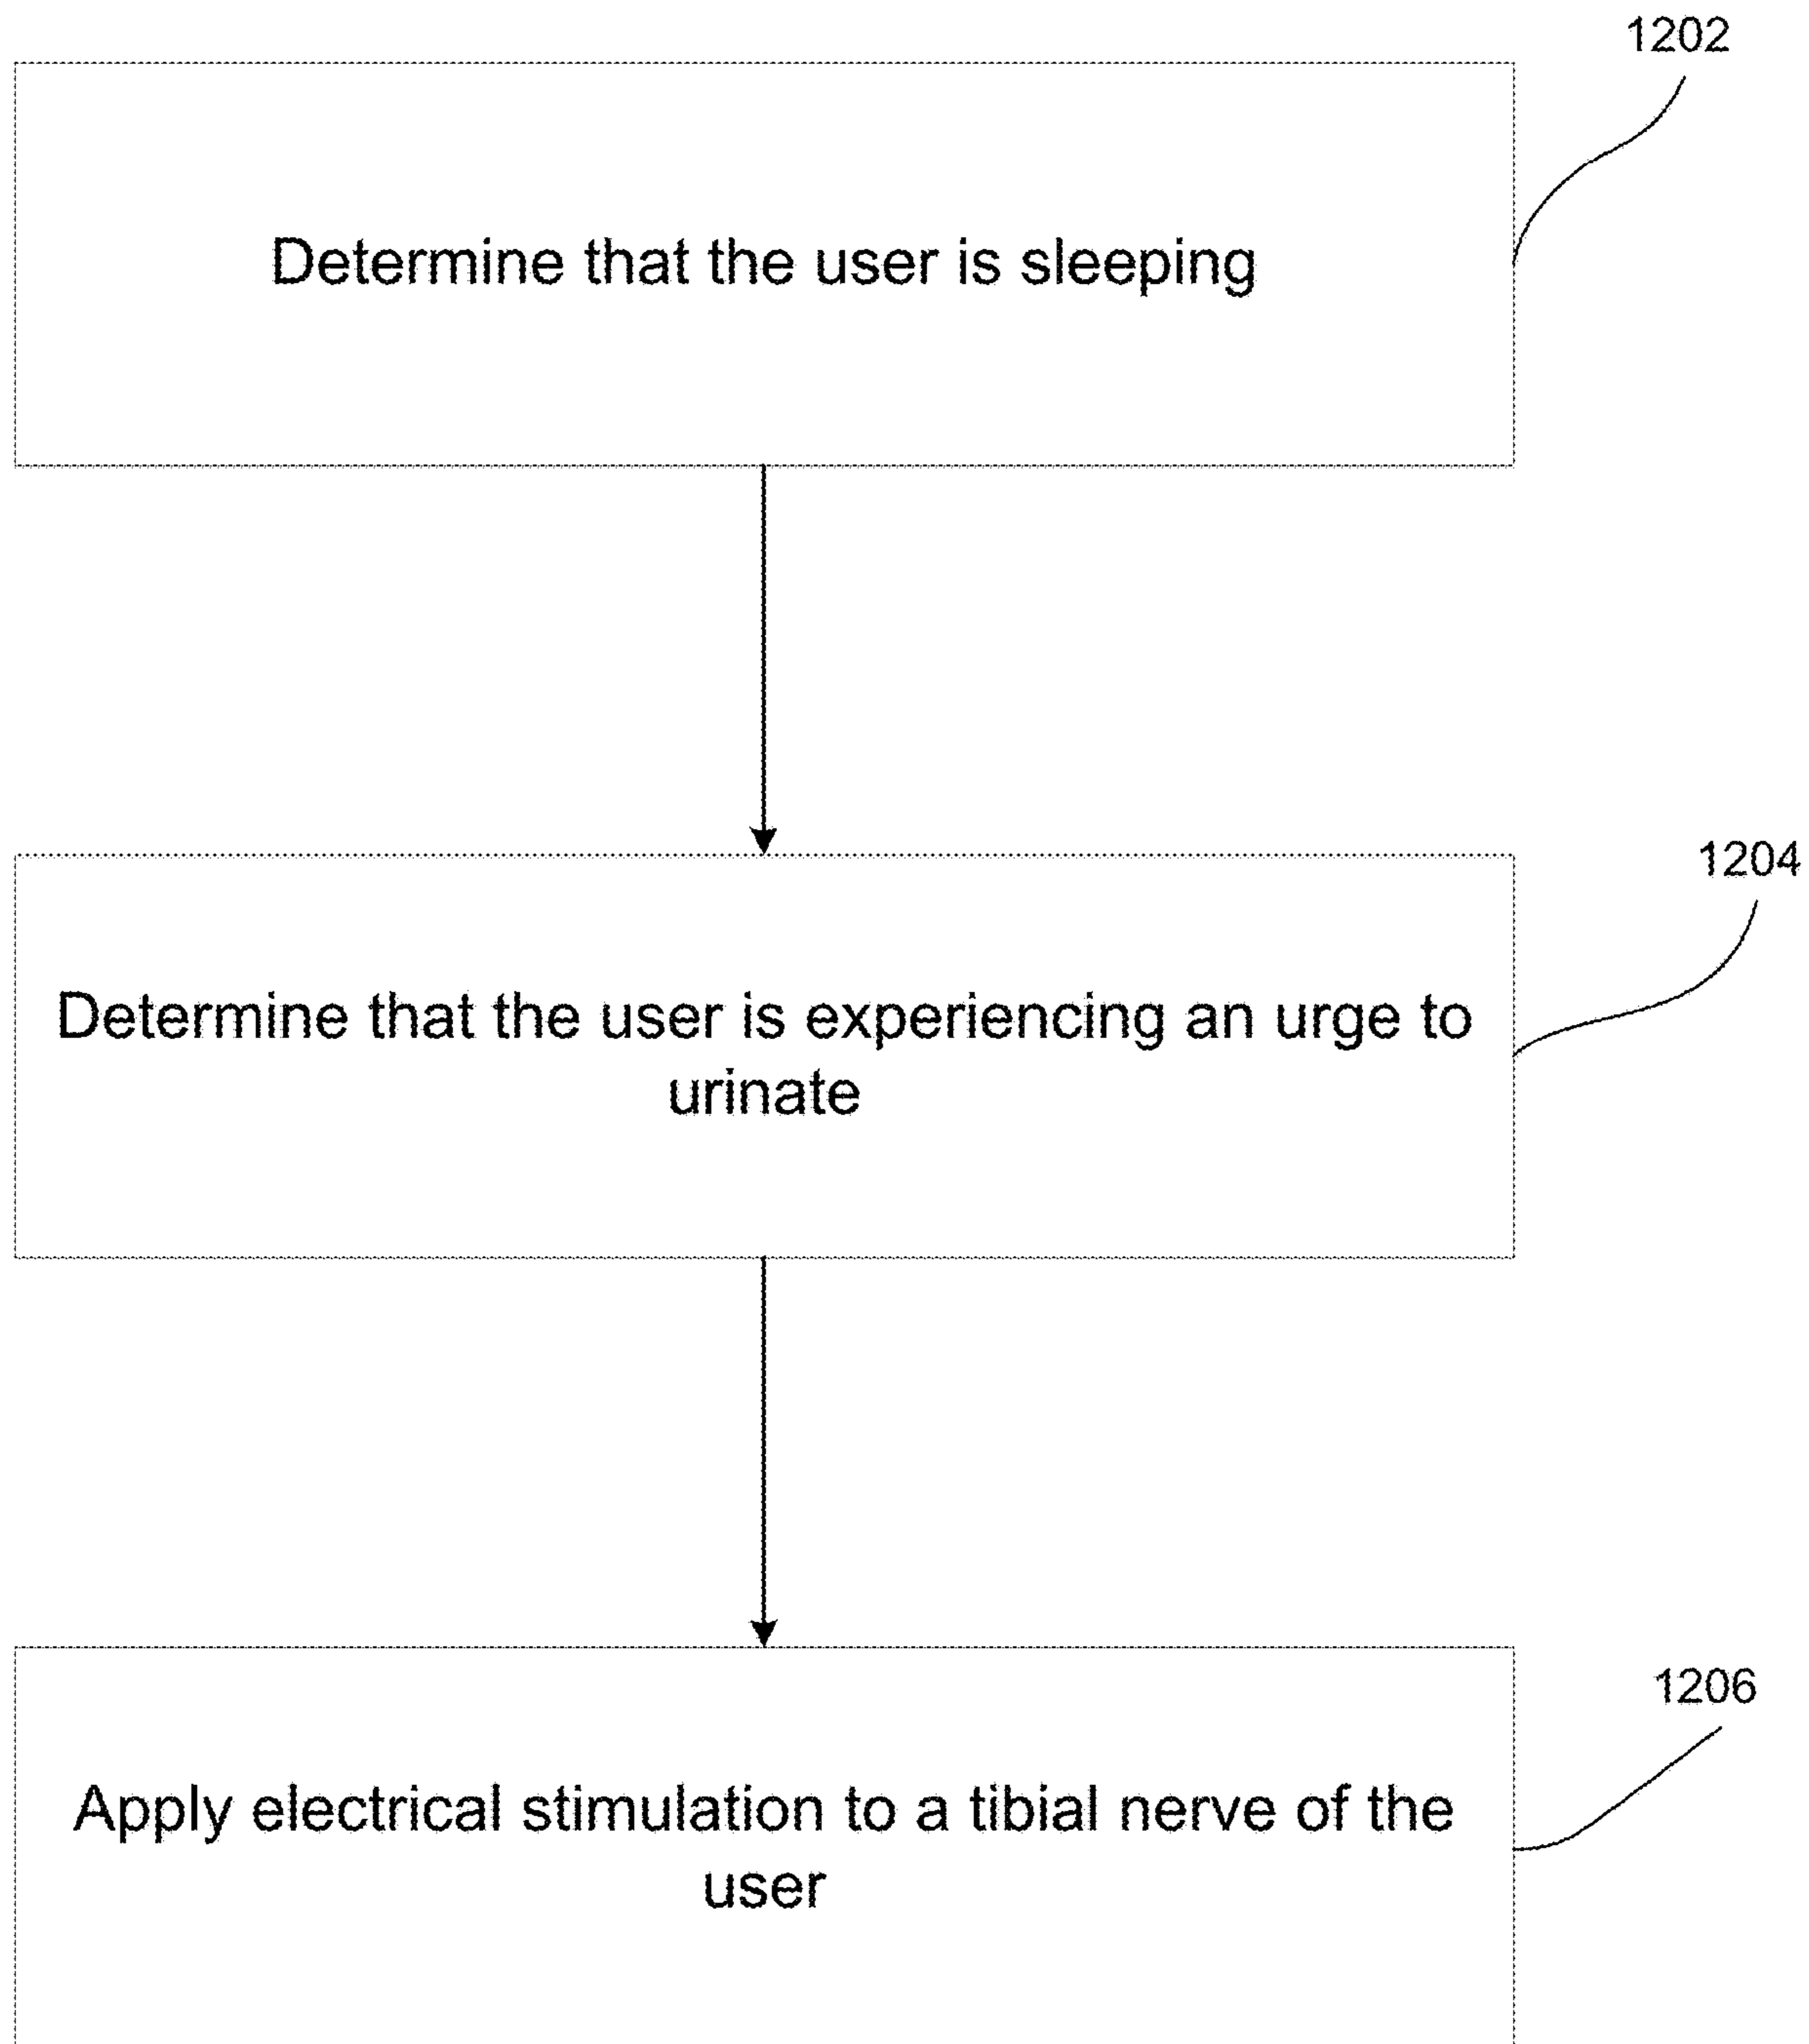 1202
Determine that the user is sleeping
1204
Determine that the user is experiencing an urge to
urinate
1206
Apply electrical stimulation to a tibial nerve of the
user